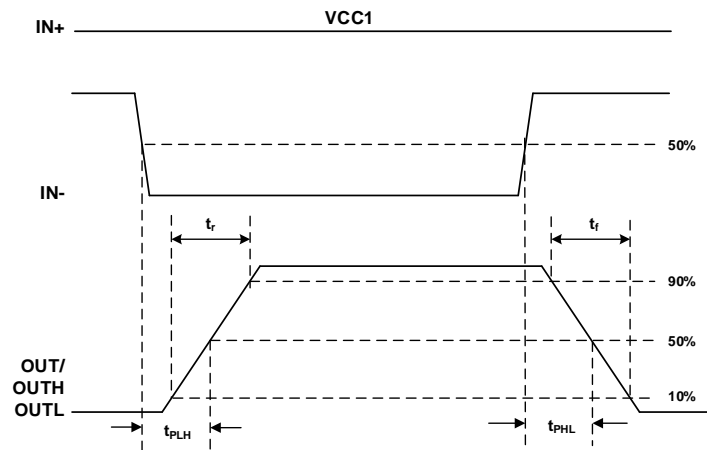 VCC1
IN+
50%
IN-
tr
tf
90%
50%
OUT/
OUTH
OUTL
10%
tPLH
tPHL